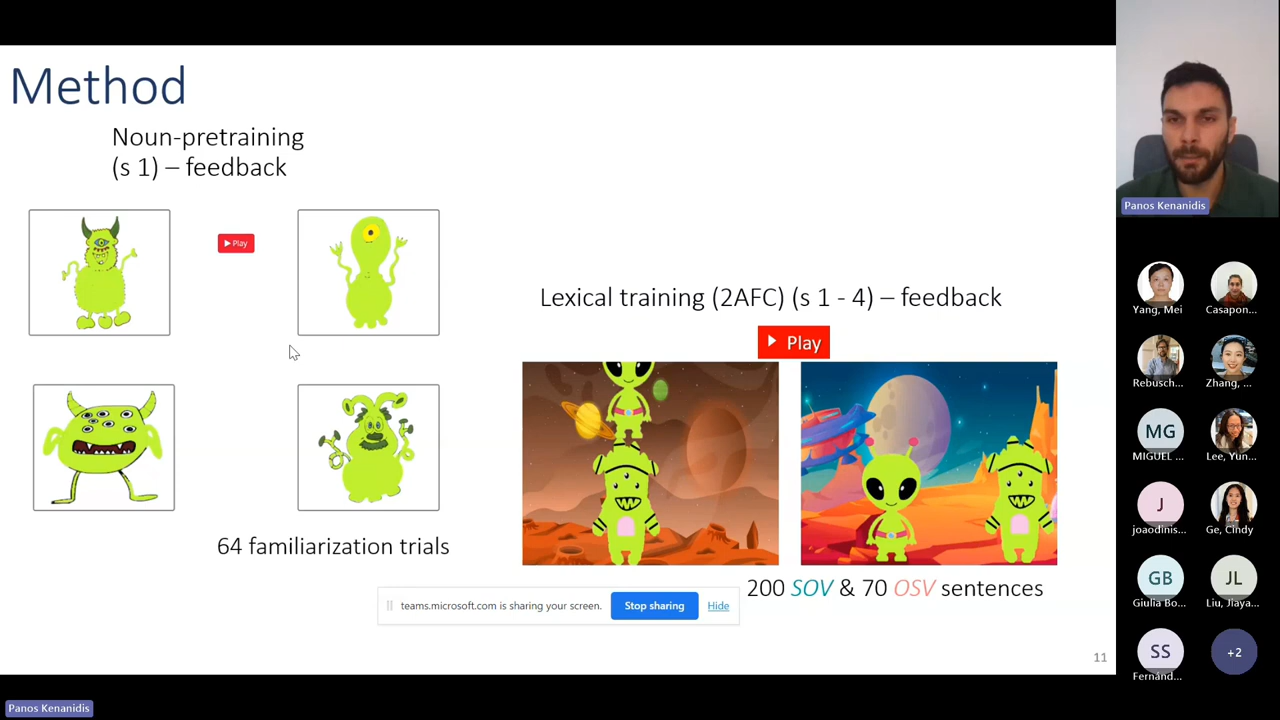 Method
Noun-pretraining
(s 1) – feedback
Play
Lexical training (2AFC) (s 1 - 4) – feedback
Play
64 familiarization trials
200 SOV & 70 OSV sentences
teams.microsoft.com is sharing your screen.
Stop sharing
Hide
11
Panos Kenanidis
Yang, Mei
Casapon...
Rebusch...
Zhang, ...
MG
MIGUEL ...
Lee, Yun...
J
joaodinis...
Ge, Cindy
GB
Giulia Bo...
JL
Liu, Jiaya...
SS
Fernánd...
+2
Panos Kenanidis